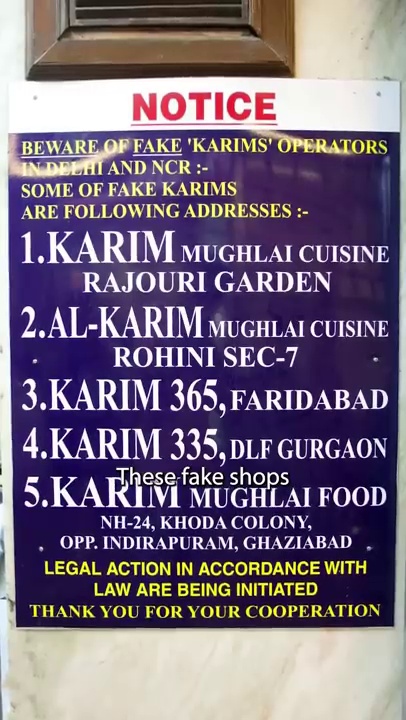 NOTICE
BEWARE OF FAKE 'KARIMS' OPERATORS
IN DELHI AND NCR :-
SOME OF FAKE KARIMS
ARE FOLLOWING ADDRESSES :-
1.KARIM MUGHLAI CUISINE
RAJOURI GARDEN
2.AL-KARIM MUGHLAI CUISINE
ROHINI SEC-7
3.KARIM 365, FARIDABAD
4.KARIM 335, DLF GURGAON
These fake shops
5.KARIM MUGHLAI FOOD
NH-24, KHODA COLONY,
OPP. INDIRAPURAM, GHAZIABAD
LEGAL ACTION IN ACCORDANCE WITH
LAW ARE BEING INITIATED
THANK YOU FOR YOUR COOPERATION